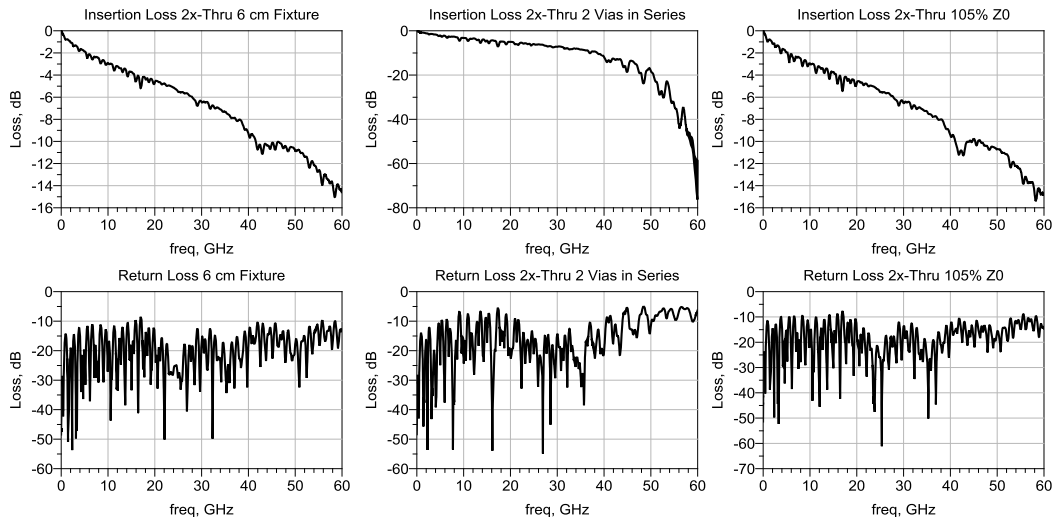 Insertion Loss 2x-Thru 6 cm Fixture
0
-2
-4
-6
-8
-10
-12
-14
-16
Loss, dB
0 10 20 30 40 50 60
freq, GHz
Insertion Loss 2x-Thru 2 Vias in Series
0
-20
-40
-60
-80
Loss, dB
0 10 20 30 40 50 60
freq, GHz
Insertion Loss 2x-Thru 105% Z0
0
-2
-4
-6
-8
-10
-12
-14
-16
Loss, dB
0 10 20 30 40 50 60
freq, GHz
Return Loss 6 cm Fixture
0
-10
-20
-30
-40
-50
-60
Loss, dB
0 10 20 30 40 50 60
freq, GHz
Return Loss 2x-Thru 2 Vias in Series
0
-10
-20
-30
-40
-50
-60
Loss, dB
0 10 20 30 40 50 60
freq, GHz
Return Loss 2x-Thru 105% Z0
0
-10
-20
-30
-40
-50
-60
-70
Loss, dB
0 10 20 30 40 50 60
freq, GHz